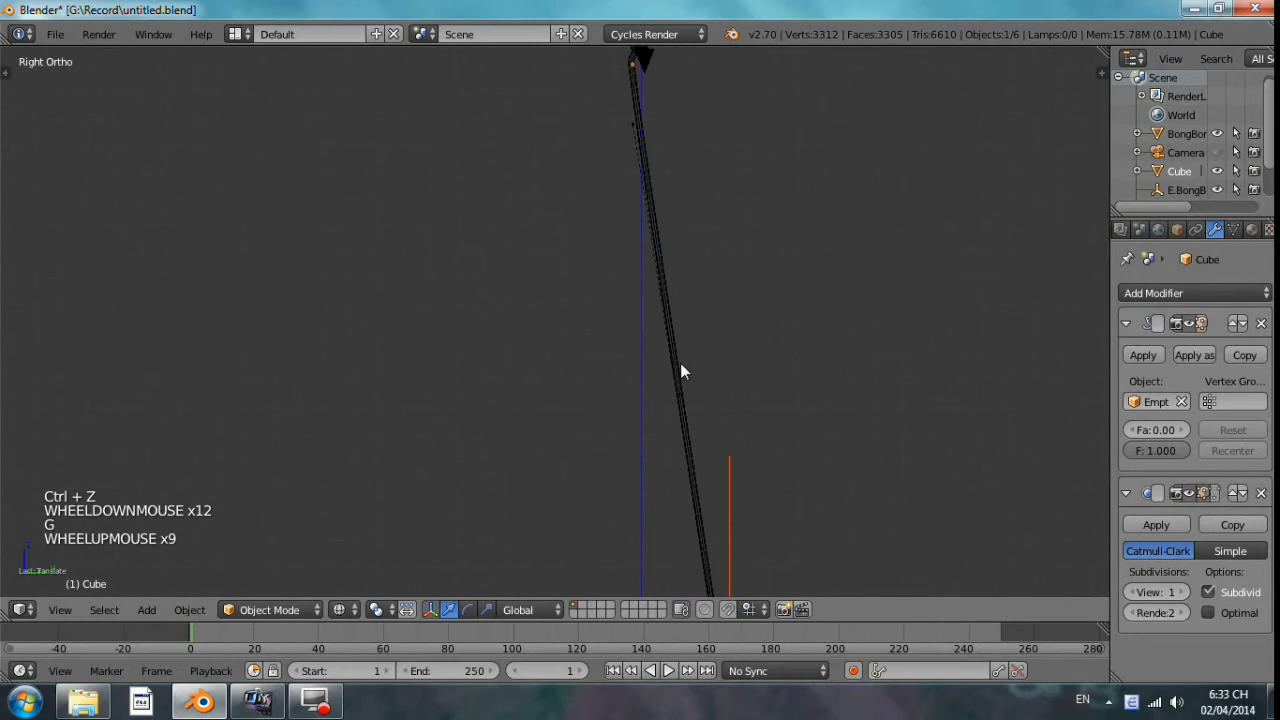 Blender* [G:\Record\untitled.blend]
File Render Window Help Default Scene Cycles Render v2.70 | Verts:3312 | Faces:3305 | Tris:6610 | Objects:1/6 | Lamps:0/0 | Mem:15.78M (0.11M) | Cube
Right Ortho
View Search All S
Scene
RenderL
World
BongBor
Camera
Cube
E.BongB
Cube
Add Modifier
Apply Apply as Copy
Object: Vertex Gro...
Empt
Fa: 0.00 Reset
F: 1.000 Recenter
Apply Copy
Catmull-Clark Simple
Subdivisions: Options:
View: 1 Subdivid
Rende:2 Optimal
Ctrl + Z
WHEELDOWNMOUSE x12
G
WHEELUPMOUSE x9
Last: Translate
(1) Cube
View Select Add Object Object Mode Global
-40 -20 0 20 40 60 80 100 120 140 160 180 200 220 240 260 280
View Marker Frame Playback Start: 1 End: 250 1 No Sync
EN 6:33 CH
02/04/2014